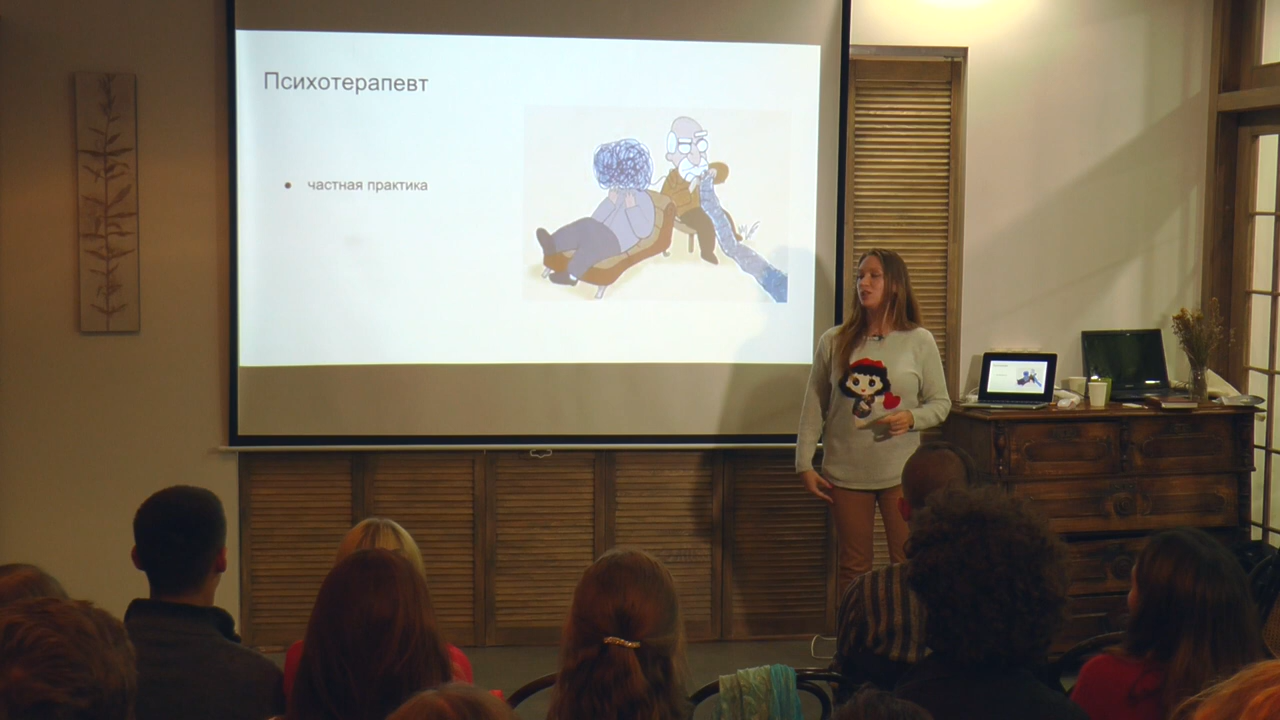 Психотерапевт
частная практика